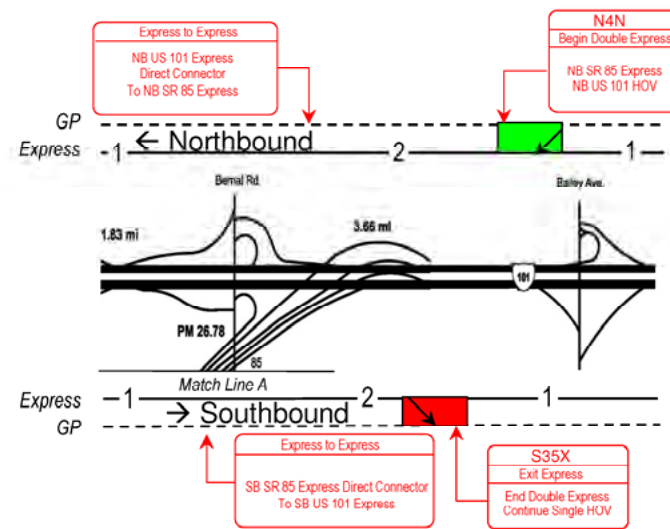 Express to Express
NB US 101 Express
Direct Connector
To NB SR 85 Express
N4N
Begin Double Express
NB SR 85 Express
NB US 101 HOV
GP
Express
1
← Northbound
2
1
Bernal Rd.
Bailey Ave.
1.83 mi
3.66 mi
101
PM 26.78
85
Match Line A
Express
1
→ Southbound
2
1
GP
Express to Express
SB SR 85 Express Direct Connector
To SB US 101 Express
S35X
Exit Express
End Double Express
Continue Single HOV